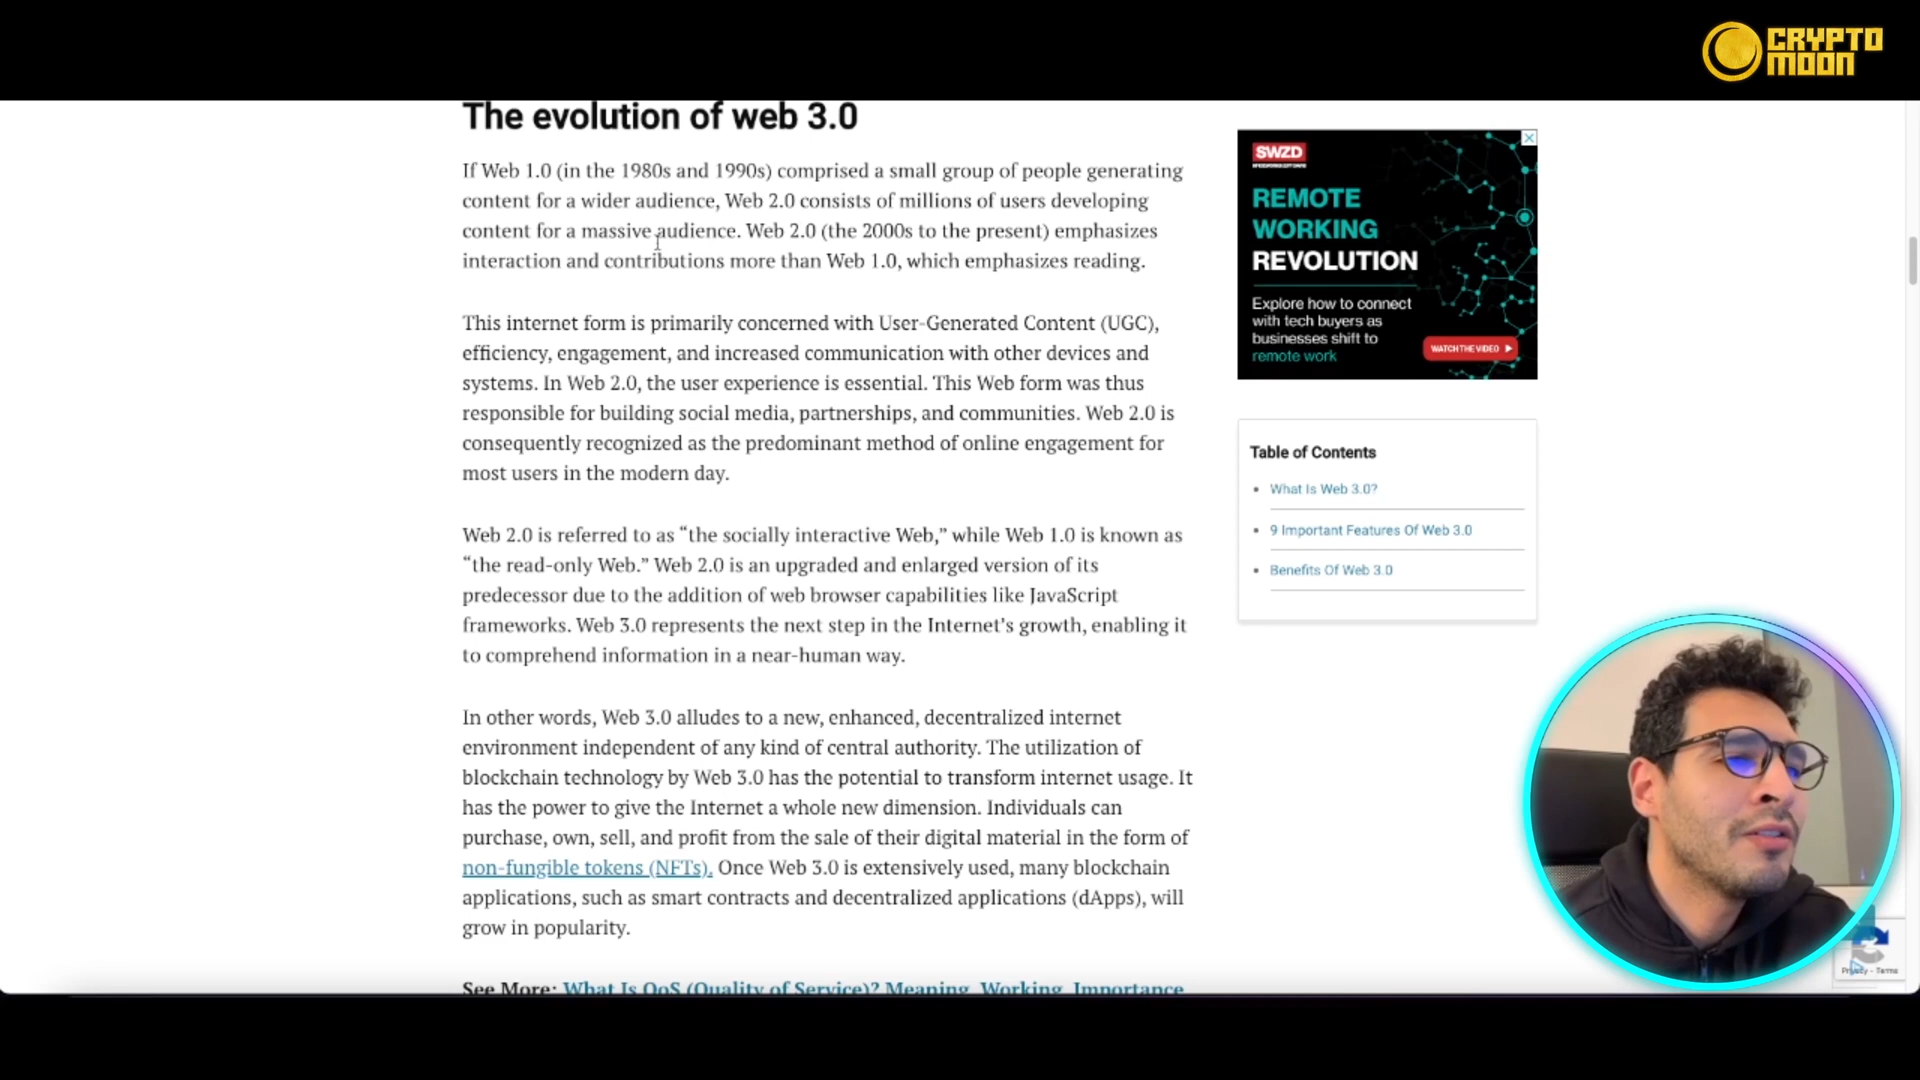 CRYPTO
MOON
The evolution of web 3.0
If Web 1.0 (in the 1980s and 1990s) comprised a small group of people generating
content for a wider audience, Web 2.0 consists of millions of users developing
content for a massive audience. Web 2.0 (the 2000s to the present) emphasizes
interaction and contributions more than Web 1.0, which emphasizes reading.
This internet form is primarily concerned with User-Generated Content (UGC),
efficiency, engagement, and increased communication with other devices and
systems. In Web 2.0, the user experience is essential. This Web form was thus
responsible for building social media, partnerships, and communities. Web 2.0 is
consequently recognized as the predominant method of online engagement for
most users in the modern day.
Web 2.0 is referred to as “the socially interactive Web,” while Web 1.0 is known as
“the read-only Web.” Web 2.0 is an upgraded and enlarged version of its
predecessor due to the addition of web browser capabilities like JavaScript
frameworks. Web 3.0 represents the next step in the Internet’s growth, enabling it
to comprehend information in a near-human way.
In other words, Web 3.0 alludes to a new, enhanced, decentralized internet
environment independent of any kind of central authority. The utilization of
blockchain technology by Web 3.0 has the potential to transform internet usage. It
has the power to give the Internet a whole new dimension. Individuals can
purchase, own, sell, and profit from the sale of their digital material in the form of
non-fungible tokens (NFTs). Once Web 3.0 is extensively used, many blockchain
applications, such as smart contracts and decentralized applications (dApps), will
grow in popularity.
See More: What Is QoS (Quality of Service)? Meaning, Working, Importance
SWZD
REMOTE
WORKING
REVOLUTION
Explore how to connect
with tech buyers as
businesses shift to
remote work
WATCH THE VIDEO
Table of Contents
What Is Web 3.0?
9 Important Features Of Web 3.0
Benefits Of Web 3.0
Privacy - Terms